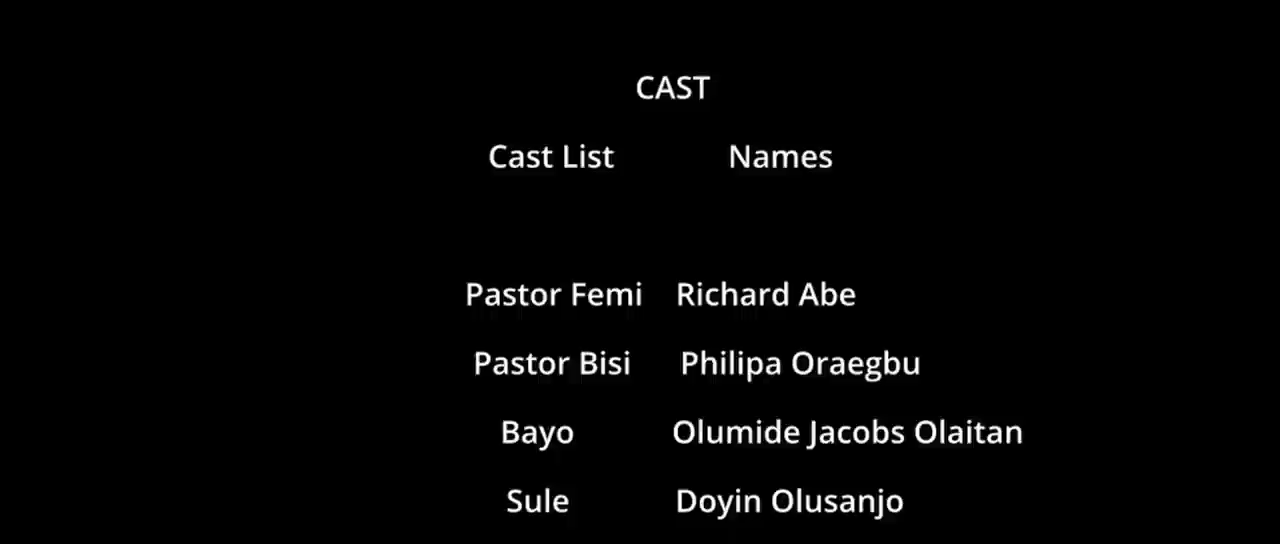 CAST
Cast List Names
Pastor Femi Richard Abe
Pastor Bisi Philipa Oraegbu
Bayo Olumide Jacobs Olaitan
Sule Doyin Olusanjo